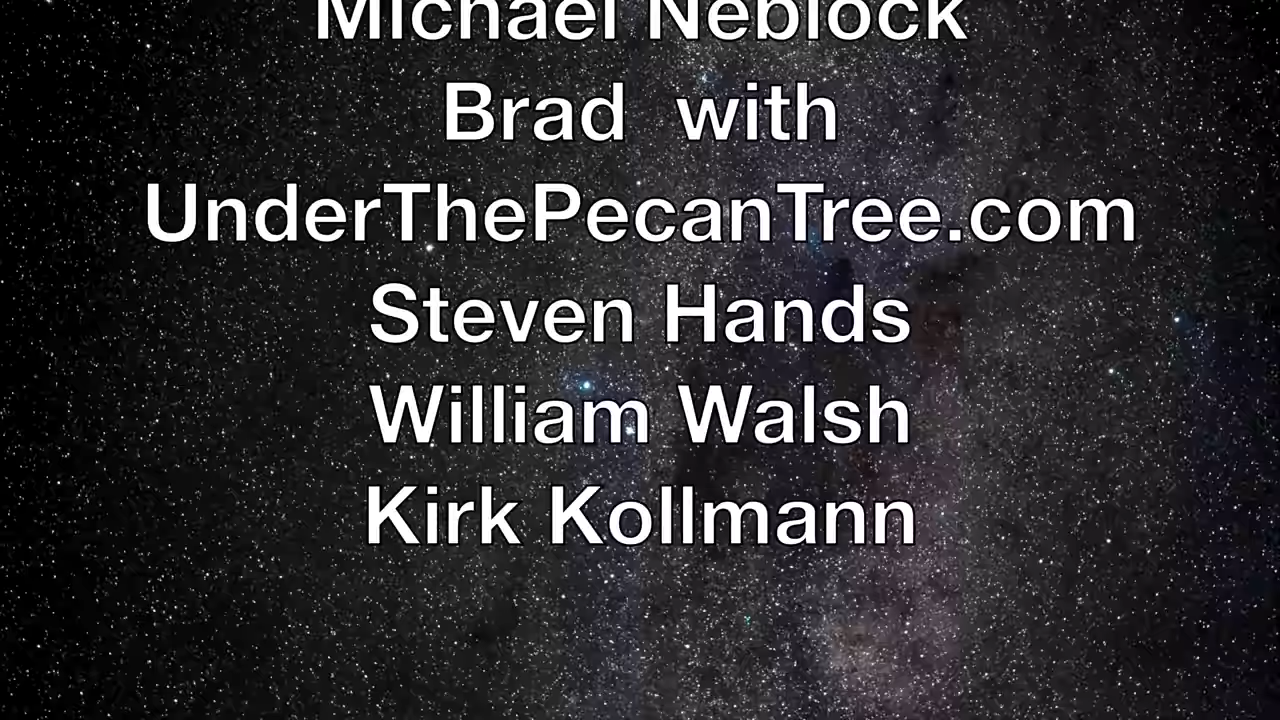 Michael Neblock
Brad  with
UnderThePecanTree.com
Steven Hands
William Walsh
Kirk Kollmann